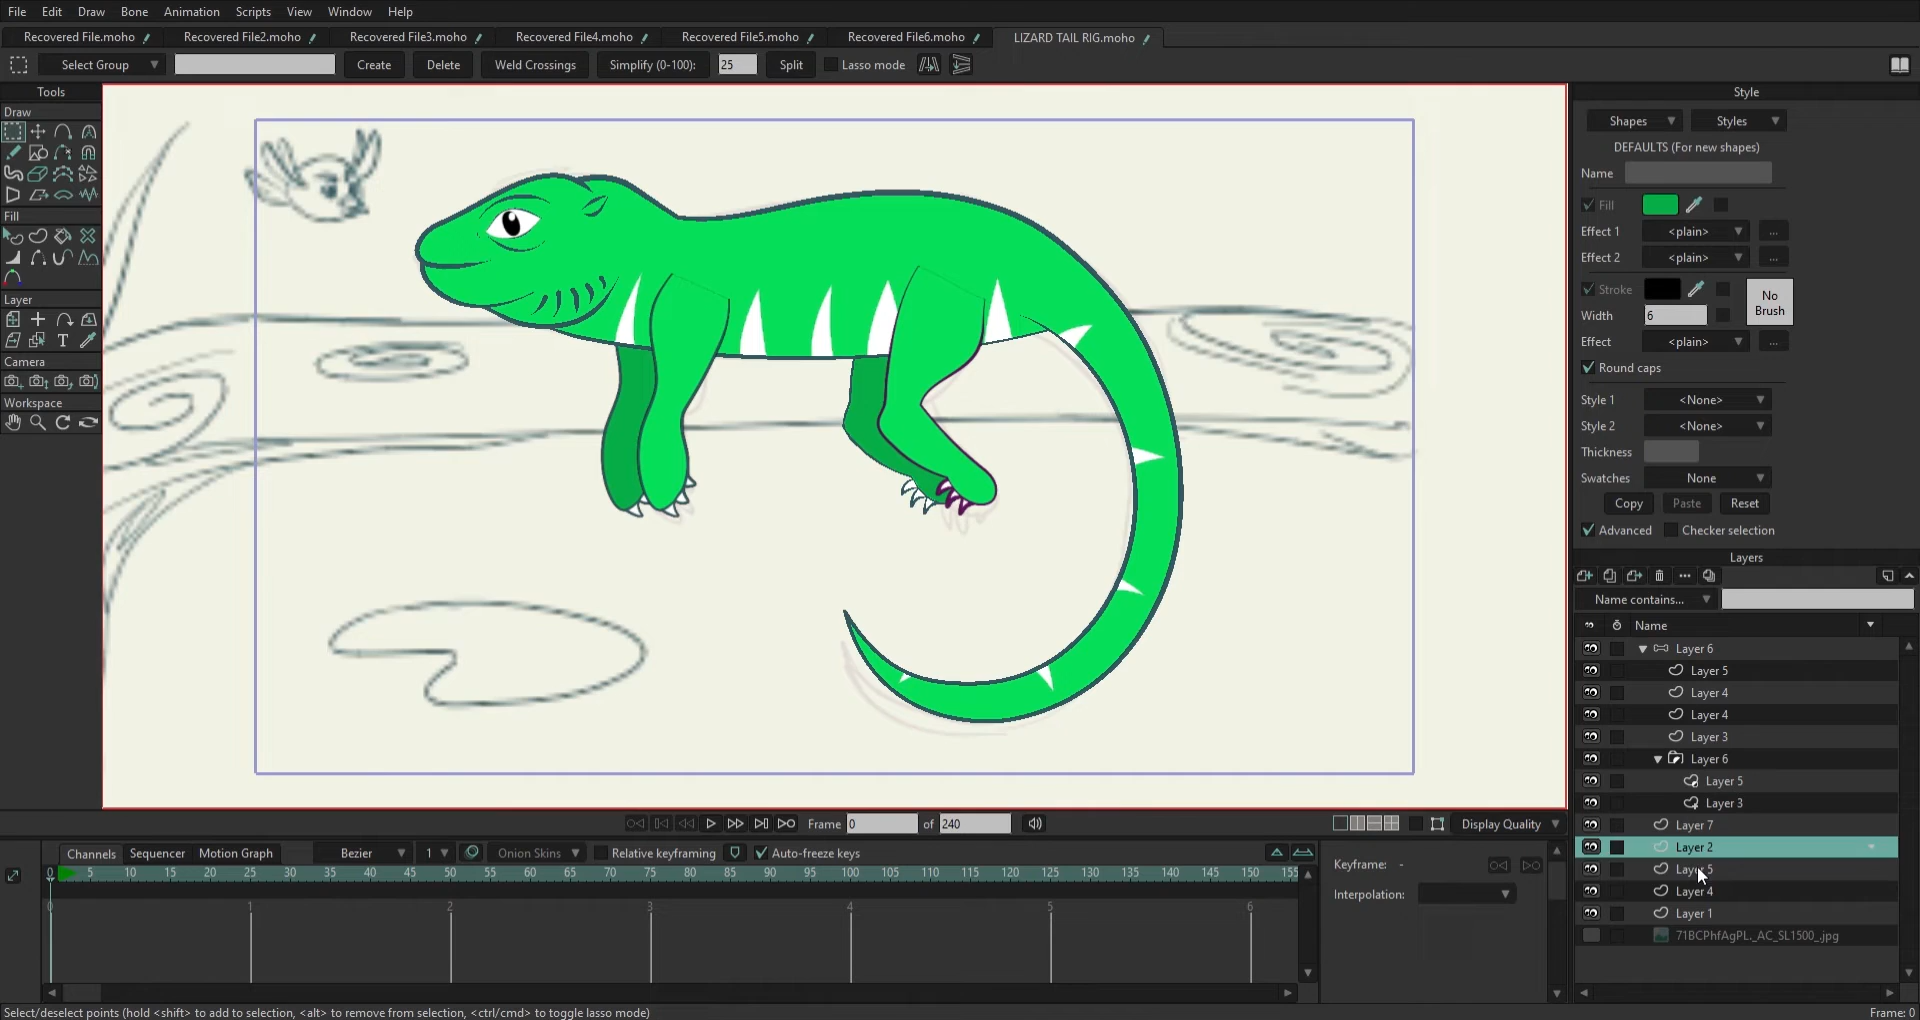 File Edit Draw Bone Animation Scripts View Window Help
Recovered File.moho Recovered File2.moho Recovered File3.moho Recovered File4.moho Recovered File5.moho Recovered File6.moho LIZARD TAIL RIG.moho
Select Group Create Delete Weld Crossings Simplify (0-100): 25 Split Lasso mode
Tools
Draw
Fill
Layer
T
Camera
Workspace
Style
Shapes Styles
DEFAULTS (For new shapes)
Name
Fill
Effect 1 <plain> ...
Effect 2 <plain> ...
Stroke
No Brush
Width 6
Effect <plain> ...
Round caps
Style 1 <None>
Style 2 <None>
Thickness
Swatches None
Copy Paste Reset
Advanced Checker selection
Layers
Name contains...
Name
Layer 6
Layer 5
Layer 4
Layer 4
Layer 3
Layer 6
Layer 5
Layer 3
Layer 7
Layer 2
Layer 5
Layer 4
Layer 1
71BCPhfAgPL._AC_SL1500_.jpg
Frame 0 of 240 Display Quality
Channels Sequencer Motion Graph Bezier 1 Onion Skins Relative keyframing Auto-freeze keys
0 5 10 15 20 25 30 35 40 45 50 55 60 65 70 75 80 85 90 95 100 105 110 115 120 125 130 135 140 145 150 155
0 1 2 3 4 5 6
Keyframe: -
Interpolation:
Select/deselect points (hold <shift> to add to selection, <alt> to remove from selection, <ctrl/cmd> to toggle lasso mode) Frame: 0